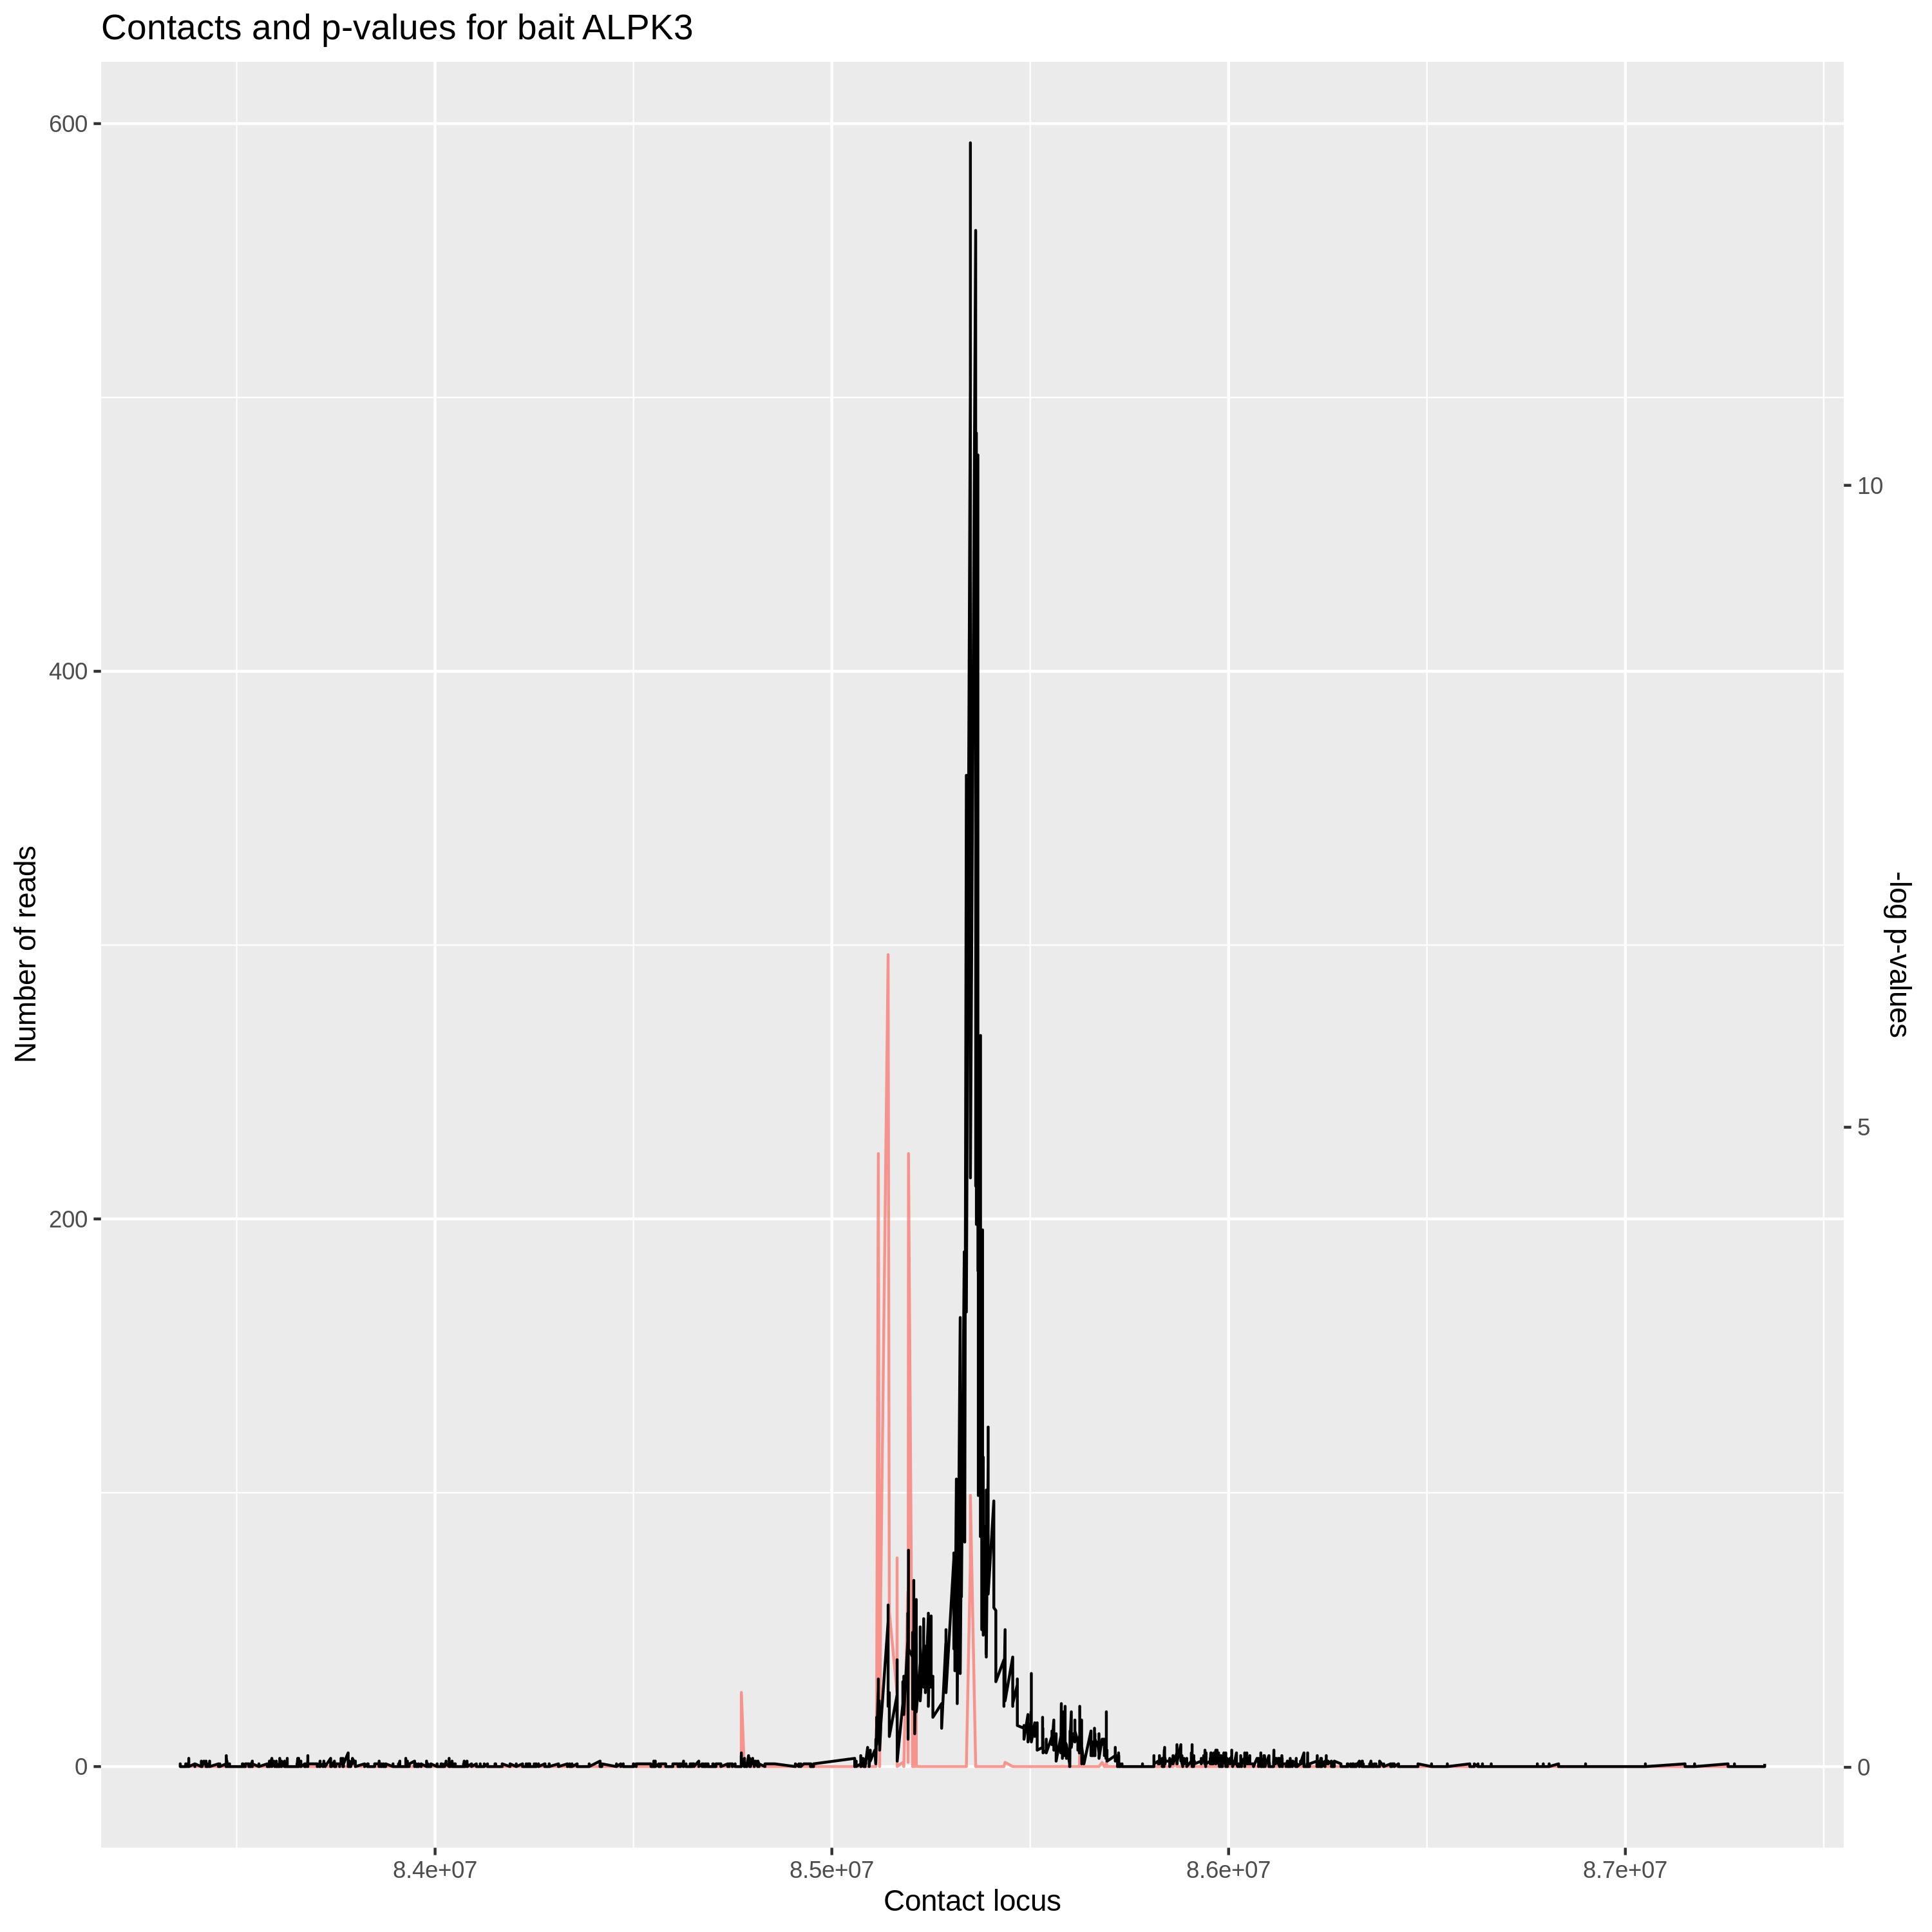 Contacts and p-values for bait ALPK3
600
400
200
0
Number of reads
10
5
0
-log p-values
8.4e+07
8.5e+07
8.6e+07
8.7e+07
Contact locus